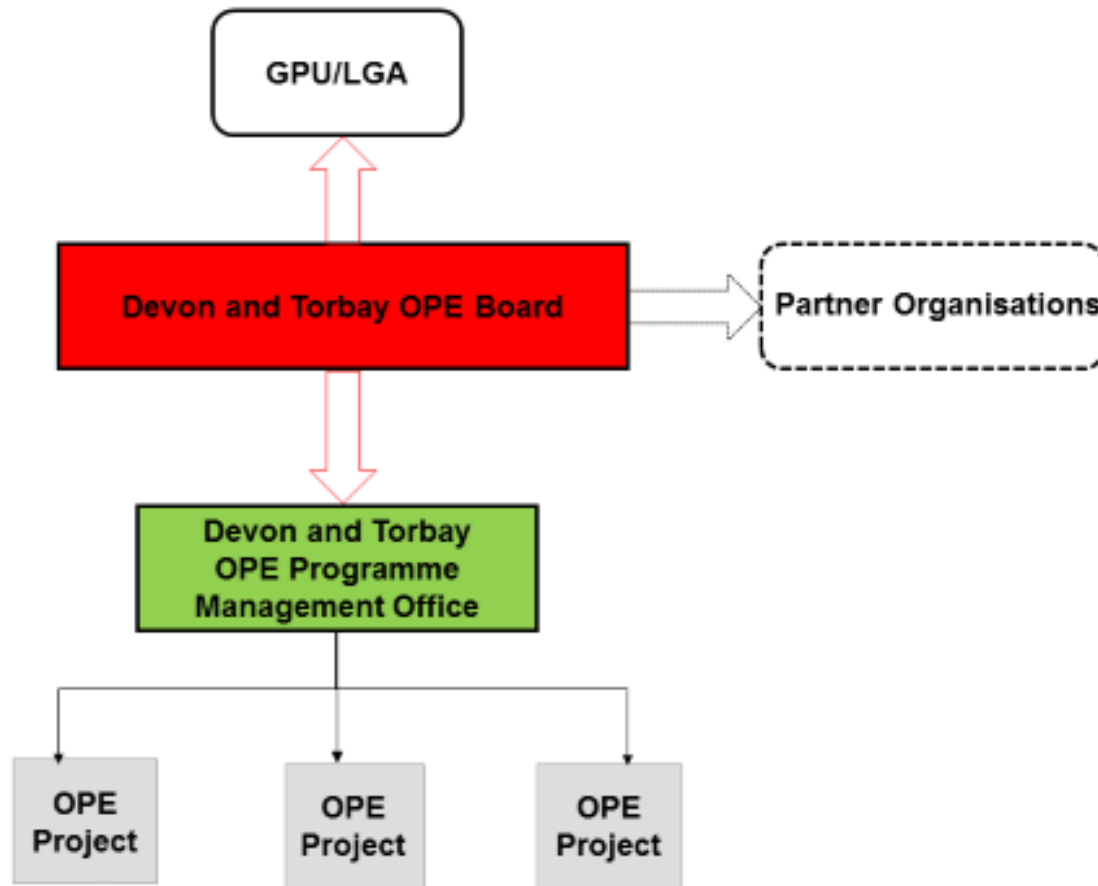 GPU/LGA
Devon and Torbay OPE Board
Partner Organisations
Devon and Torbay
OPE Programme
Management Office
OPE
Project
OPE
Project
OPE
Project